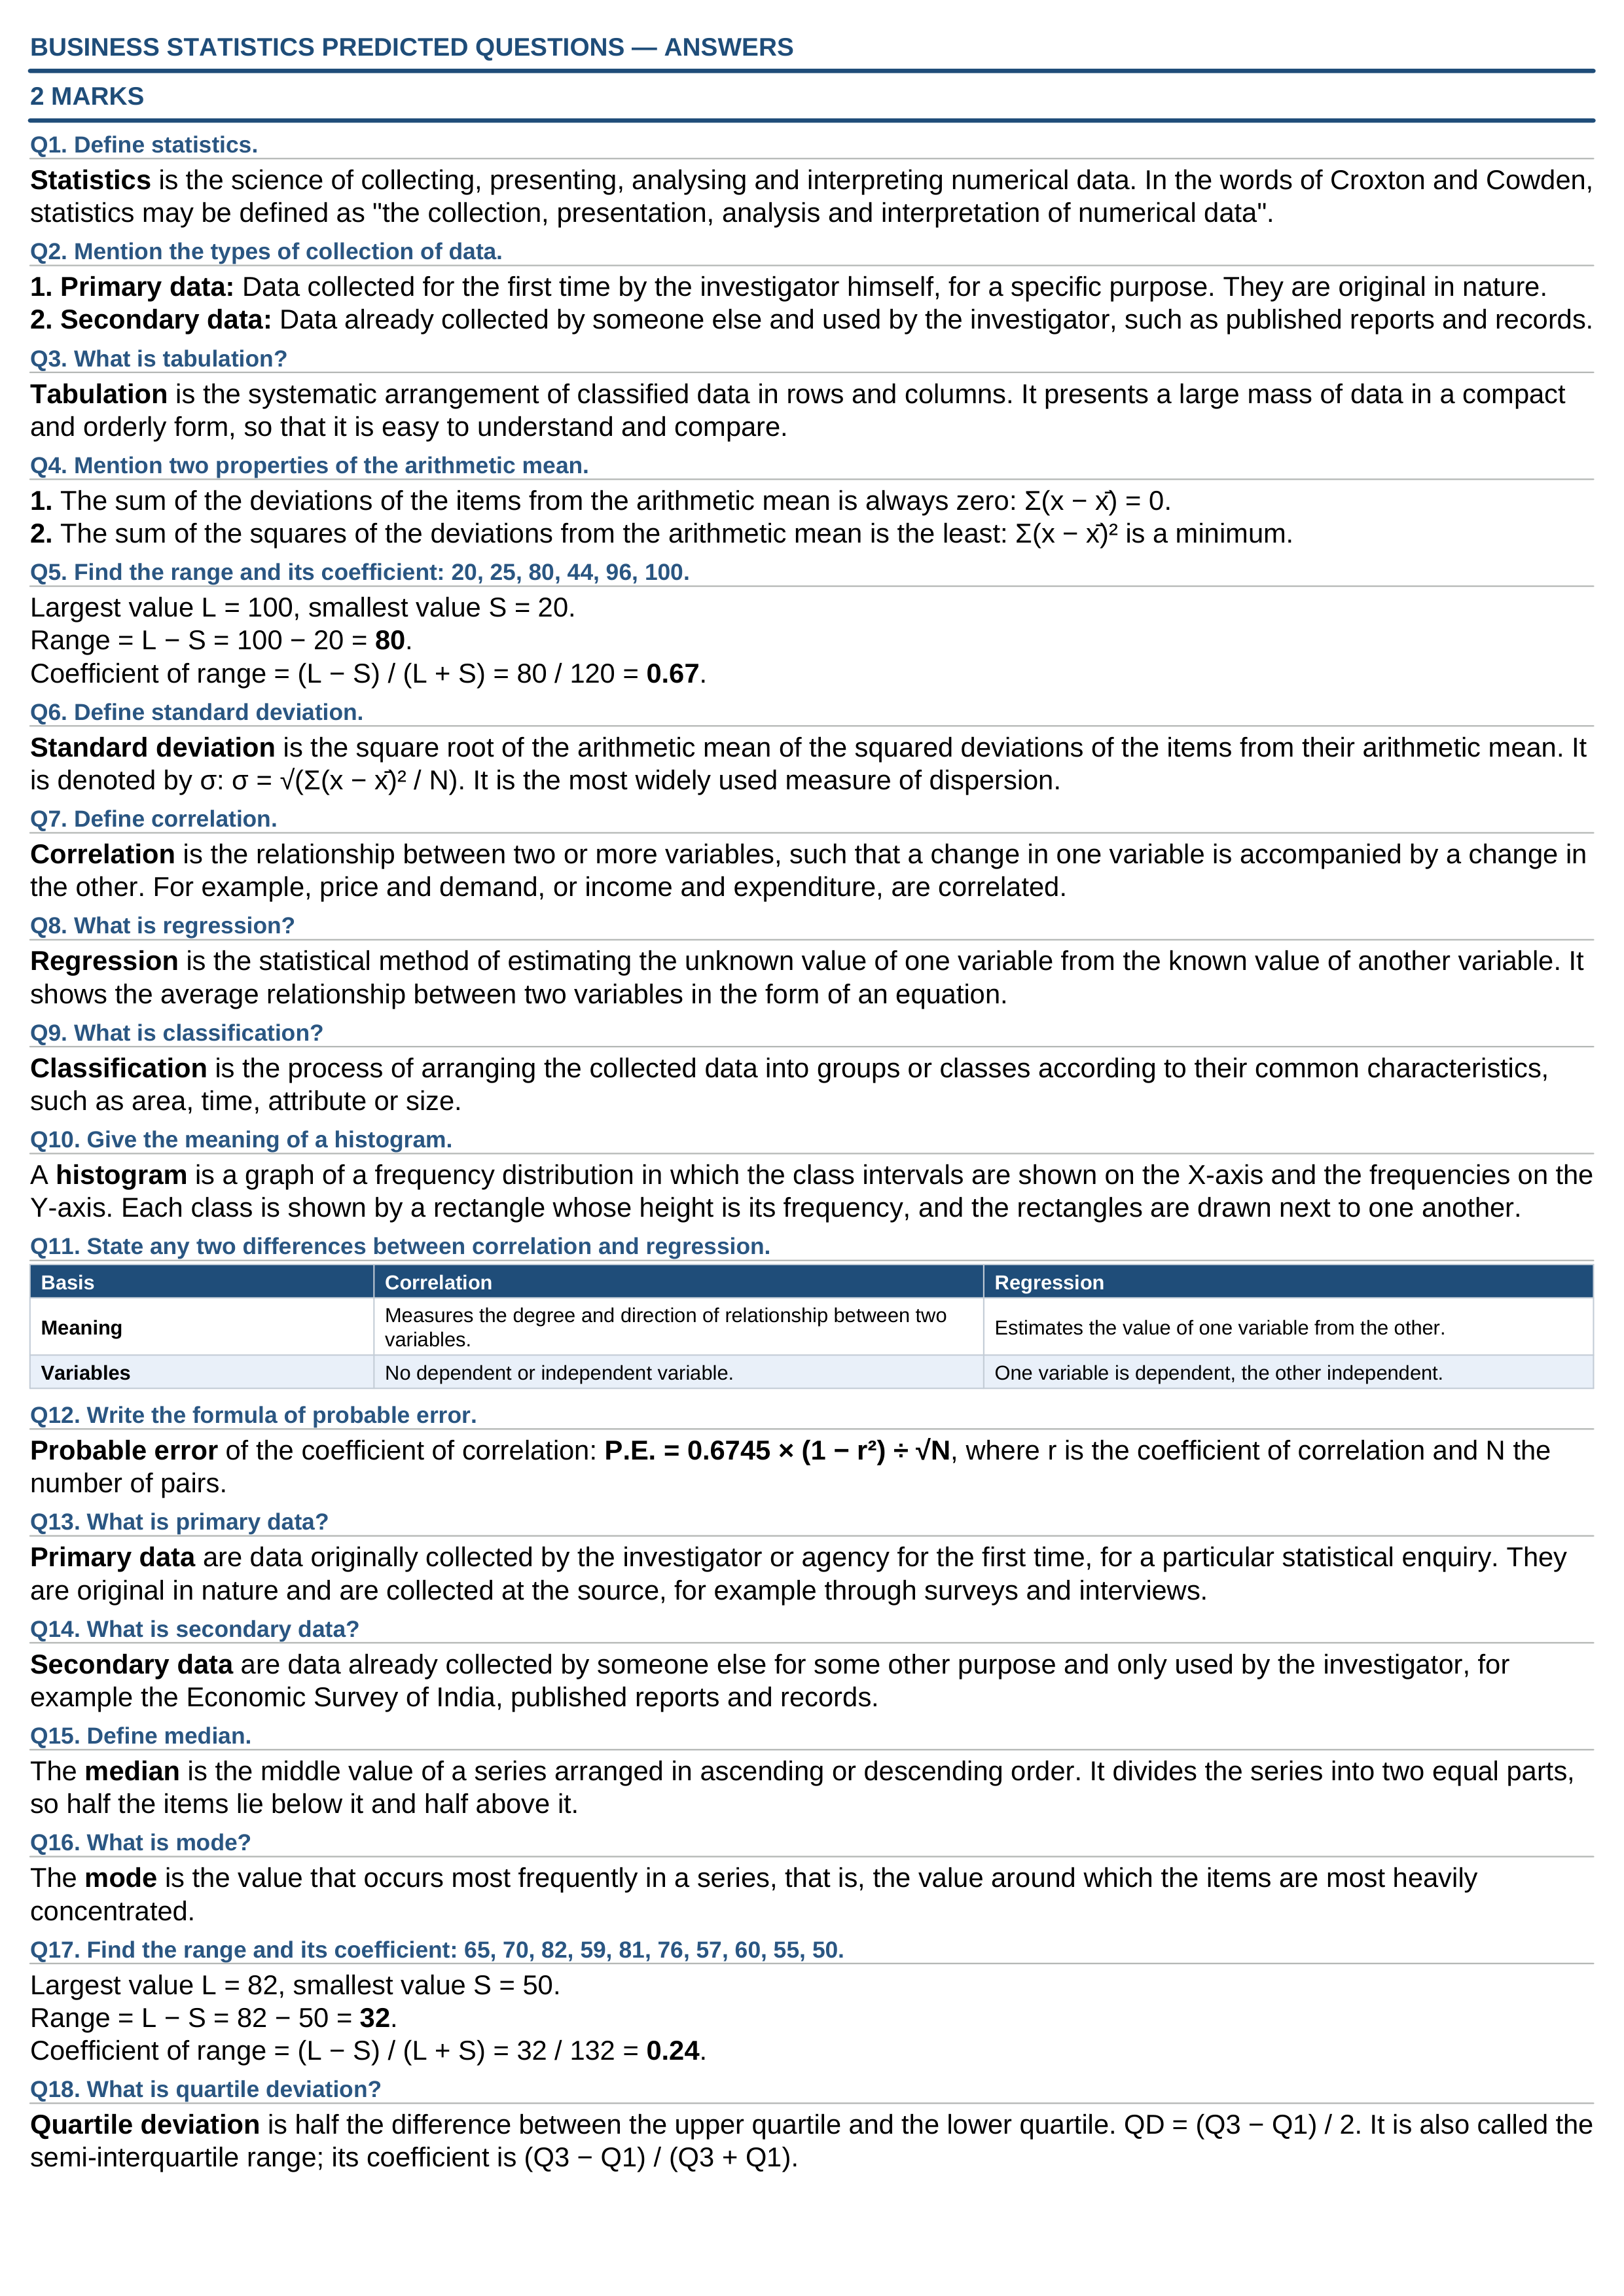 BUSINESS STATISTICS PREDICTED QUESTIONS — ANSWERS
2 MARKS
Q1. Define statistics.
Statistics is the science of collecting, presenting, analysing and interpreting numerical data. In the words of Croxton and Cowden,
statistics may be defined as "the collection, presentation, analysis and interpretation of numerical data".
Q2. Mention the types of collection of data.
1. Primary data: Data collected for the first time by the investigator himself, for a specific purpose. They are original in nature.
2. Secondary data: Data already collected by someone else and used by the investigator, such as published reports and records.
Q3. What is tabulation?
Tabulation is the systematic arrangement of classified data in rows and columns. It presents a large mass of data in a compact
and orderly form, so that it is easy to understand and compare.
Q4. Mention two properties of the arithmetic mean.
1. The sum of the deviations of the items from the arithmetic mean is always zero: Σ(x − x̄) = 0.
2. The sum of the squares of the deviations from the arithmetic mean is the least: Σ(x − x̄)² is a minimum.
Q5. Find the range and its coefficient: 20, 25, 80, 44, 96, 100.
Largest value L = 100, smallest value S = 20.
Range = L − S = 100 − 20 = 80.
Coefficient of range = (L − S) / (L + S) = 80 / 120 = 0.67.
Q6. Define standard deviation.
Standard deviation is the square root of the arithmetic mean of the squared deviations of the items from their arithmetic mean. It
is denoted by σ: σ = √(Σ(x − x̄)² / N). It is the most widely used measure of dispersion.
Q7. Define correlation.
Correlation is the relationship between two or more variables, such that a change in one variable is accompanied by a change in
the other. For example, price and demand, or income and expenditure, are correlated.
Q8. What is regression?
Regression is the statistical method of estimating the unknown value of one variable from the known value of another variable. It
shows the average relationship between two variables in the form of an equation.
Q9. What is classification?
Classification is the process of arranging the collected data into groups or classes according to their common characteristics,
such as area, time, attribute or size.
Q10. Give the meaning of a histogram.
A histogram is a graph of a frequency distribution in which the class intervals are shown on the X-axis and the frequencies on the
Y-axis. Each class is shown by a rectangle whose height is its frequency, and the rectangles are drawn next to one another.
Q11. State any two differences between correlation and regression.
Basis Correlation Regression
Meaning Measures the degree and direction of relationship between two
variables. Estimates the value of one variable from the other.
Variables No dependent or independent variable. One variable is dependent, the other independent.
Q12. Write the formula of probable error.
Probable error of the coefficient of correlation: P.E. = 0.6745 × (1 − r²) ÷ √N, where r is the coefficient of correlation and N the
number of pairs.
Q13. What is primary data?
Primary data are data originally collected by the investigator or agency for the first time, for a particular statistical enquiry. They
are original in nature and are collected at the source, for example through surveys and interviews.
Q14. What is secondary data?
Secondary data are data already collected by someone else for some other purpose and only used by the investigator, for
example the Economic Survey of India, published reports and records.
Q15. Define median.
The median is the middle value of a series arranged in ascending or descending order. It divides the series into two equal parts,
so half the items lie below it and half above it.
Q16. What is mode?
The mode is the value that occurs most frequently in a series, that is, the value around which the items are most heavily
concentrated.
Q17. Find the range and its coefficient: 65, 70, 82, 59, 81, 76, 57, 60, 55, 50.
Largest value L = 82, smallest value S = 50.
Range = L − S = 82 − 50 = 32.
Coefficient of range = (L − S) / (L + S) = 32 / 132 = 0.24.
Q18. What is quartile deviation?
Quartile deviation is half the difference between the upper quartile and the lower quartile. QD = (Q3 − Q1) / 2. It is also called the
semi-interquartile range; its coefficient is (Q3 − Q1) / (Q3 + Q1).